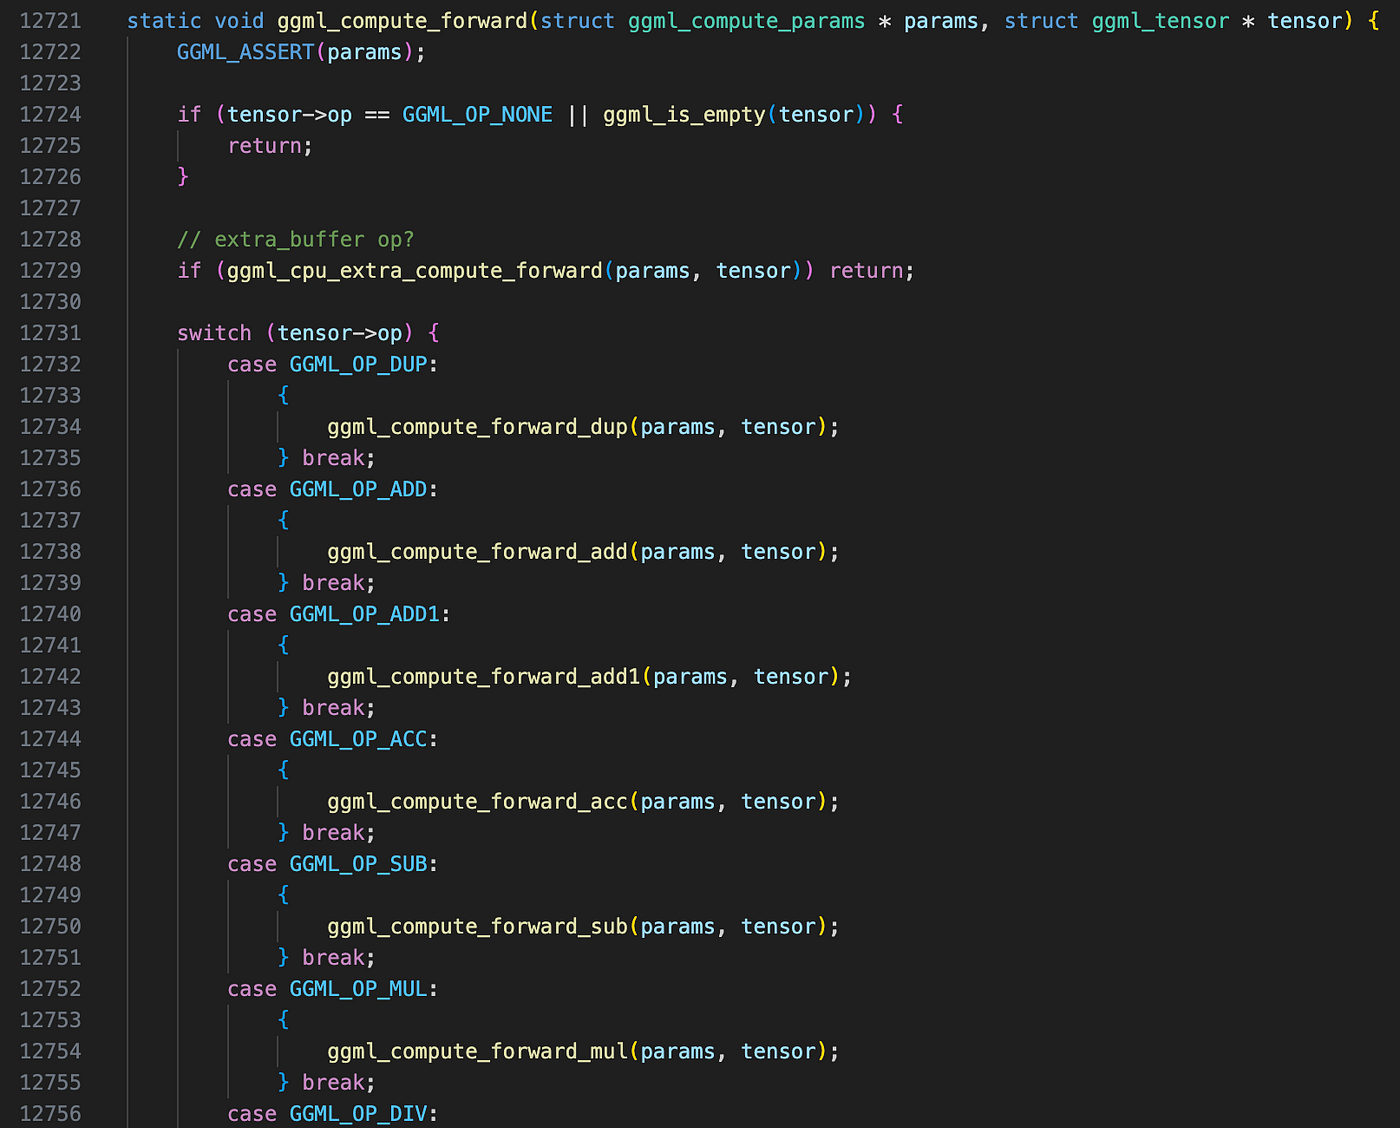 12721 static void ggml_compute_forward(struct ggml_compute_params * params, struct ggml_tensor * tensor) {
12722     GGML_ASSERT(params);
12723
12724     if (tensor->op == GGML_OP_NONE || ggml_is_empty(tensor)) {
12725         return;
12726     }
12727
12728     // extra_buffer op?
12729     if (ggml_cpu_extra_compute_forward(params, tensor)) return;
12730
12731     switch (tensor->op) {
12732         case GGML_OP_DUP:
12733             {
12734                 ggml_compute_forward_dup(params, tensor);
12735             } break;
12736         case GGML_OP_ADD:
12737             {
12738                 ggml_compute_forward_add(params, tensor);
12739             } break;
12740         case GGML_OP_ADD1:
12741             {
12742                 ggml_compute_forward_add1(params, tensor);
12743             } break;
12744         case GGML_OP_ACC:
12745             {
12746                 ggml_compute_forward_acc(params, tensor);
12747             } break;
12748         case GGML_OP_SUB:
12749             {
12750                 ggml_compute_forward_sub(params, tensor);
12751             } break;
12752         case GGML_OP_MUL:
12753             {
12754                 ggml_compute_forward_mul(params, tensor);
12755             } break;
12756         case GGML_OP_DIV: